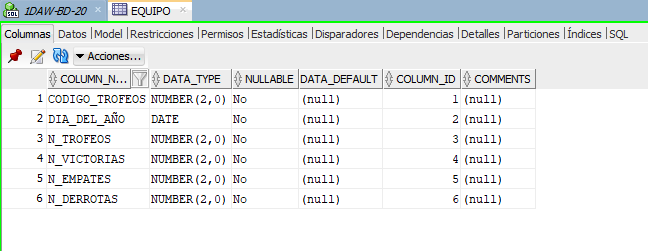 SQL 1DAW-BD-20 EQUIPO
Columnas Datos Model Restricciones Permisos Estadísticas Disparadores Dependencias Detalles Particiones Índices SQL
Acciones...
COLUMN_N... DATA_TYPE NULLABLE DATA_DEFAULT COLUMN_ID COMMENTS
1 CODIGO_TROFEOS NUMBER(2,0) No (null) 1 (null)
2 DIA_DEL_AÑO DATE No (null) 2 (null)
3 N_TROFEOS NUMBER(2,0) No (null) 3 (null)
4 N_VICTORIAS NUMBER(2,0) No (null) 4 (null)
5 N_EMPATES NUMBER(2,0) No (null) 5 (null)
6 N_DERROTAS NUMBER(2,0) No (null) 6 (null)